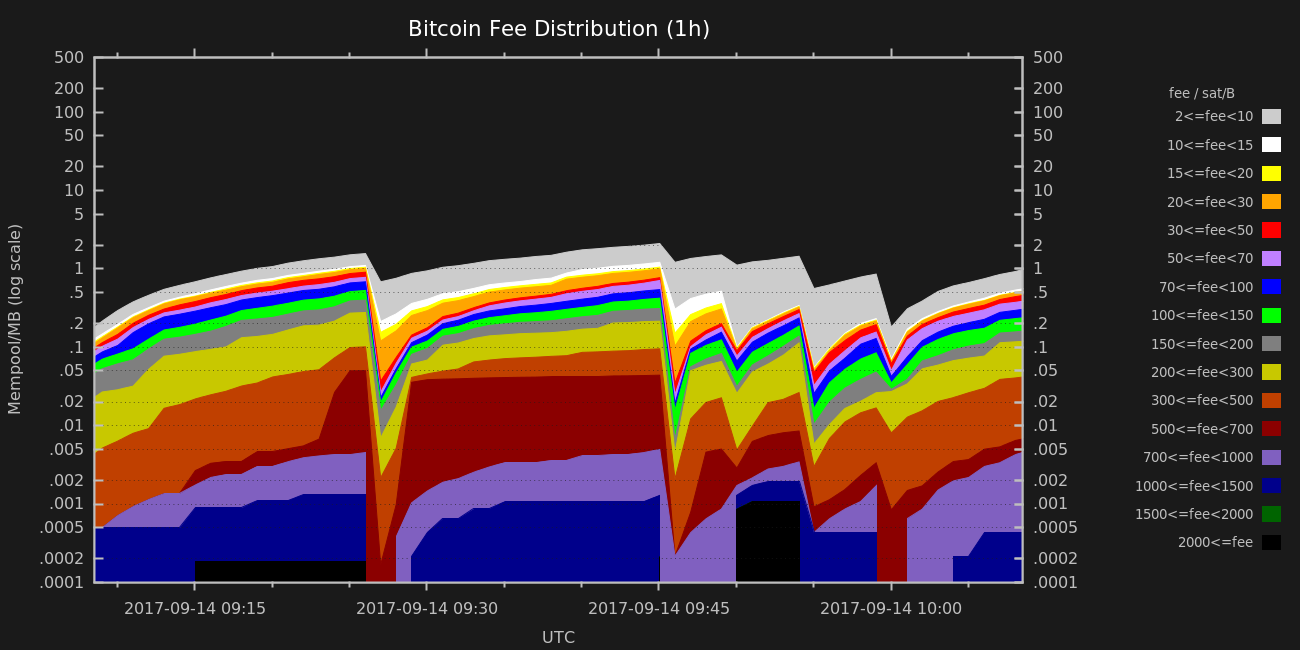 Bitcoin Fee Distribution (1h)
Mempool/MB (log scale)
500
200
100
50
20
10
5
2
1
.5
.2
.1
.05
.02
.01
.005
.002
.001
.0005
.0002
.0001
500
200
100
50
20
10
5
2
1
.5
.2
.1
.05
.02
.01
.005
.002
.001
.0005
.0002
.0001
2017-09-14 09:15
2017-09-14 09:30
2017-09-14 09:45
2017-09-14 10:00
UTC
fee / sat/B
2<=fee<10
10<=fee<15
15<=fee<20
20<=fee<30
30<=fee<50
50<=fee<70
70<=fee<100
100<=fee<150
150<=fee<200
200<=fee<300
300<=fee<500
500<=fee<700
700<=fee<1000
1000<=fee<1500
1500<=fee<2000
2000<=fee